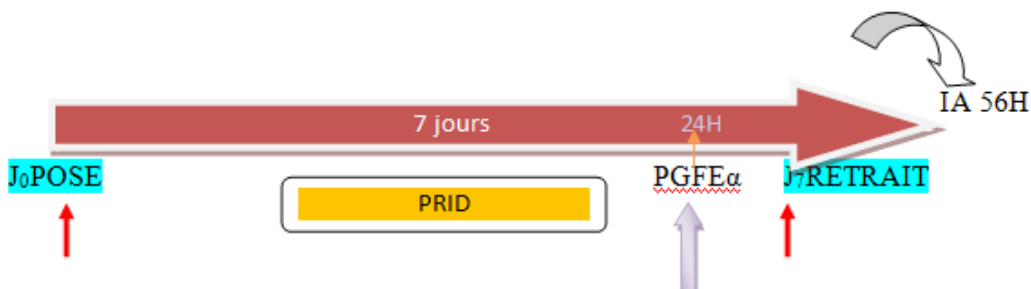 IA 56H
7 jours 24H
J₀POSE PGFEα J₇RETRAIT
PRID